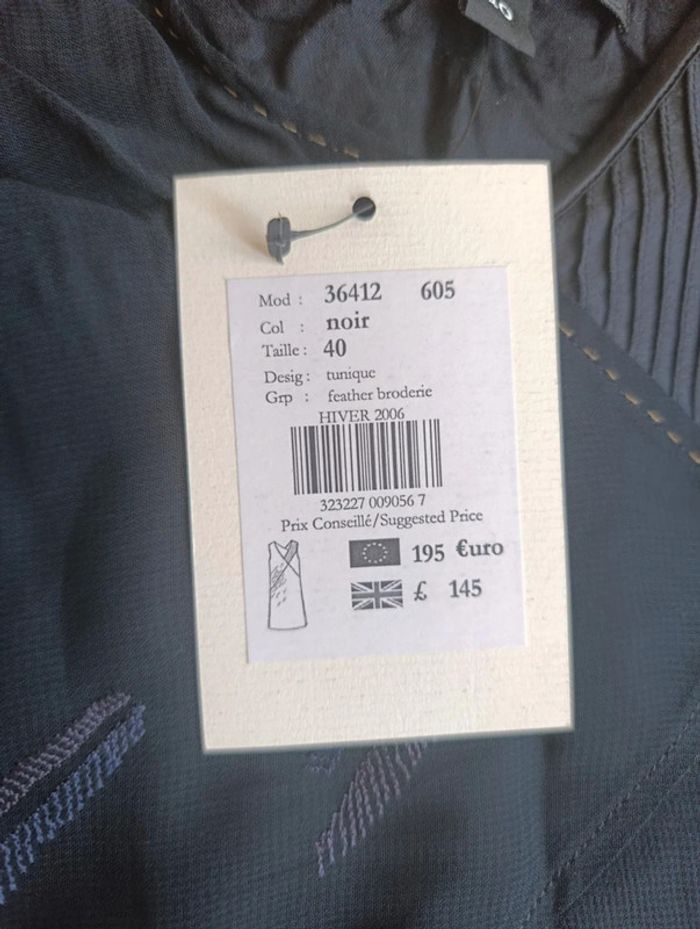 40
Mod : 36412 605
Col : noir
Taille : 40
Desig : tunique
Grp : feather broderie
HIVER 2006
323227 009056 7
Prix Conseillé/Suggested Price
195 €uro
£ 145